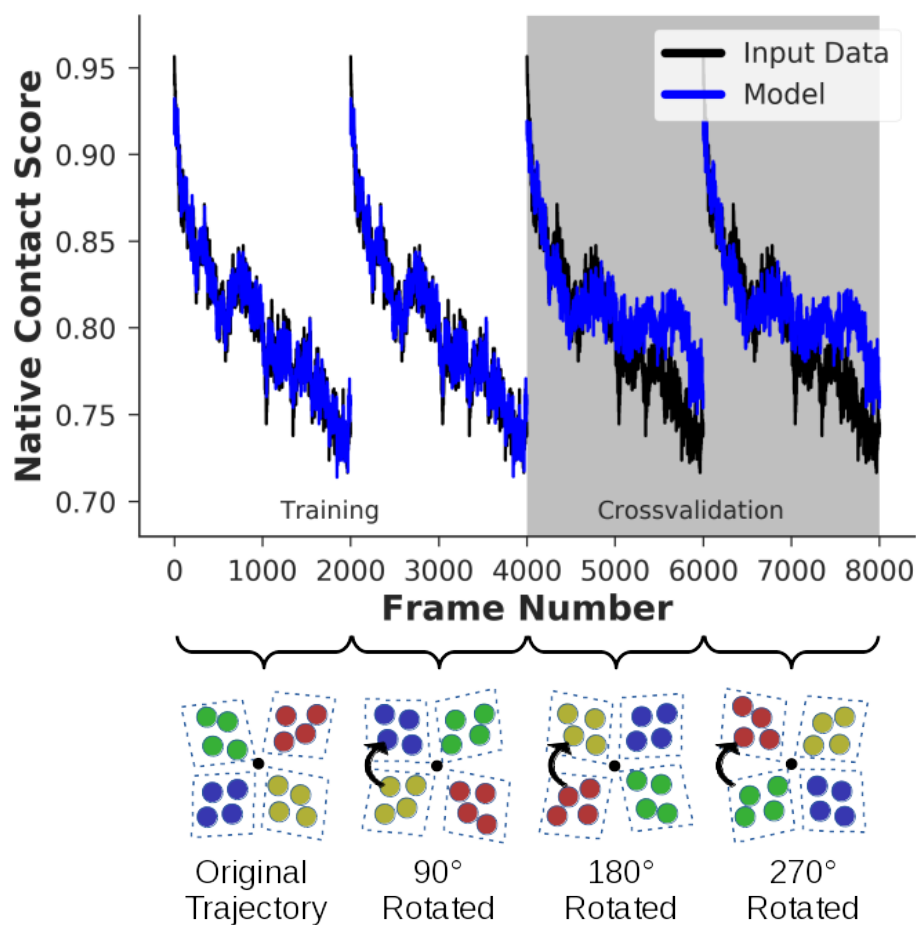 Native Contact Score
0.95
0.90
0.85
0.80
0.75
0.70
Input Data
Model
Training
Crossvalidation
0 1000 2000 3000 4000 5000 6000 7000 8000
Frame Number
Original
Trajectory
90°
Rotated
180°
Rotated
270°
Rotated